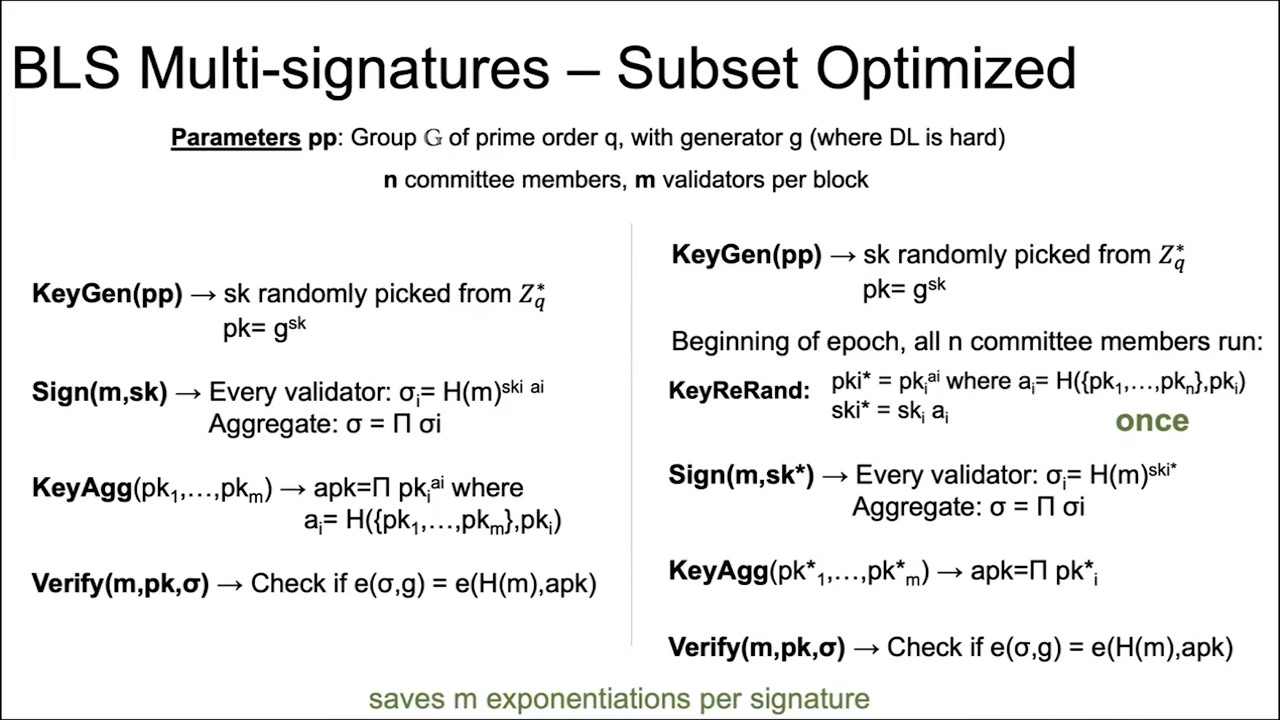 BLS Multi-signatures – Subset Optimized
Parameters pp: Group 𝔾 of prime order q, with generator g (where DL is hard)
n committee members, m validators per block
KeyGen(pp) → sk randomly picked from Z*q
pk= g^sk
Sign(m,sk) → Every validator: σi= H(m)^ski ai
Aggregate: σ = Π σi
KeyAgg(pk1,…,pkm) → apk=Π pki^ai where
ai= H({pk1,…,pkm},pki)
Verify(m,pk,σ) → Check if e(σ,g) = e(H(m),apk)
KeyGen(pp) → sk randomly picked from Z*q
pk= g^sk
Beginning of epoch, all n committee members run:
KeyReRand: pki* = pki^ai where ai= H({pk1,…,pkn},pki)
ski* = ski ai
once
Sign(m,sk*) → Every validator: σi= H(m)^ski*
Aggregate: σ = Π σi
KeyAgg(pk*1,…,pk*m) → apk=Π pk*i
Verify(m,pk,σ) → Check if e(σ,g) = e(H(m),apk)
saves m exponentiations per signature